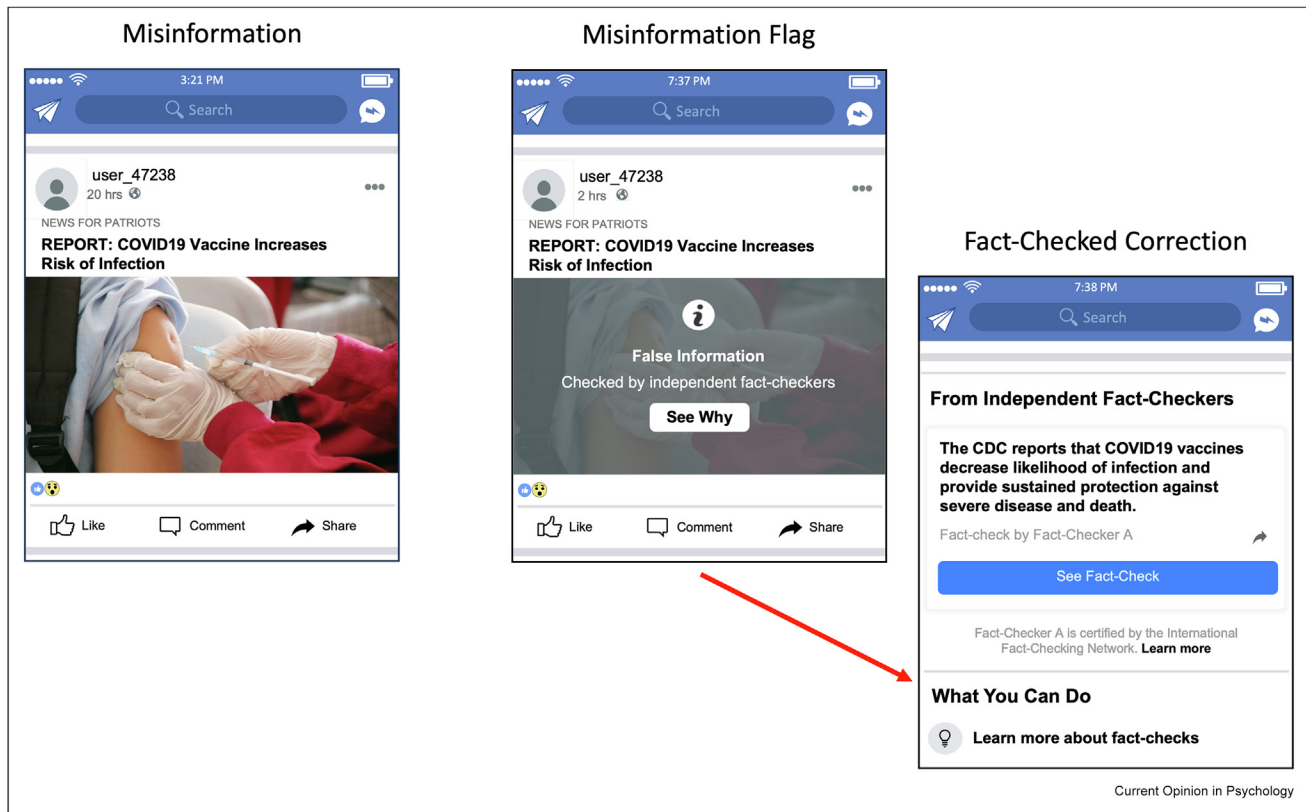 Misinformation
3:21 PM
Search
user_47238
20 hrs
NEWS FOR PATRIOTS
REPORT: COVID19 Vaccine Increases
Risk of Infection
Like
Comment
Share
Misinformation Flag
7:37 PM
Search
user_47238
2 hrs
NEWS FOR PATRIOTS
REPORT: COVID19 Vaccine Increases
Risk of Infection
i
False Information
Checked by independent fact-checkers
See Why
Like
Comment
Share
Fact-Checked Correction
7:38 PM
Search
From Independent Fact-Checkers
The CDC reports that COVID19 vaccines
decrease likelihood of infection and
provide sustained protection against
severe disease and death.
Fact-check by Fact-Checker A
See Fact-Check
Fact-Checker A is certified by the International
Fact-Checking Network. Learn more
What You Can Do
Learn more about fact-checks
Current Opinion in Psychology